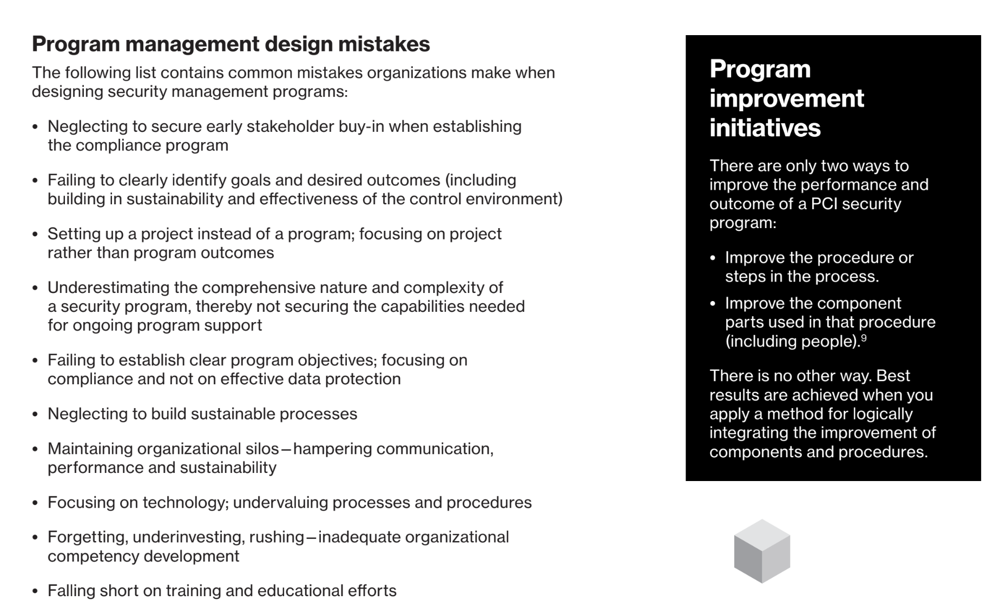 Program management design mistakes
The following list contains common mistakes organizations make when
designing security management programs:
• Neglecting to secure early stakeholder buy-in when establishing
the compliance program
• Failing to clearly identify goals and desired outcomes (including
building in sustainability and effectiveness of the control environment)
• Setting up a project instead of a program; focusing on project
rather than program outcomes
• Underestimating the comprehensive nature and complexity of
a security program, thereby not securing the capabilities needed
for ongoing program support
• Failing to establish clear program objectives; focusing on
compliance and not on effective data protection
• Neglecting to build sustainable processes
• Maintaining organizational silos—hampering communication,
performance and sustainability
• Focusing on technology; undervaluing processes and procedures
• Forgetting, underinvesting, rushing—inadequate organizational
competency development
• Falling short on training and educational efforts
Program
improvement
initiatives
There are only two ways to
improve the performance and
outcome of a PCI security
program:
• Improve the procedure or
steps in the process.
• Improve the component
parts used in that procedure
(including people).⁹
There is no other way. Best
results are achieved when you
apply a method for logically
integrating the improvement of
components and procedures.